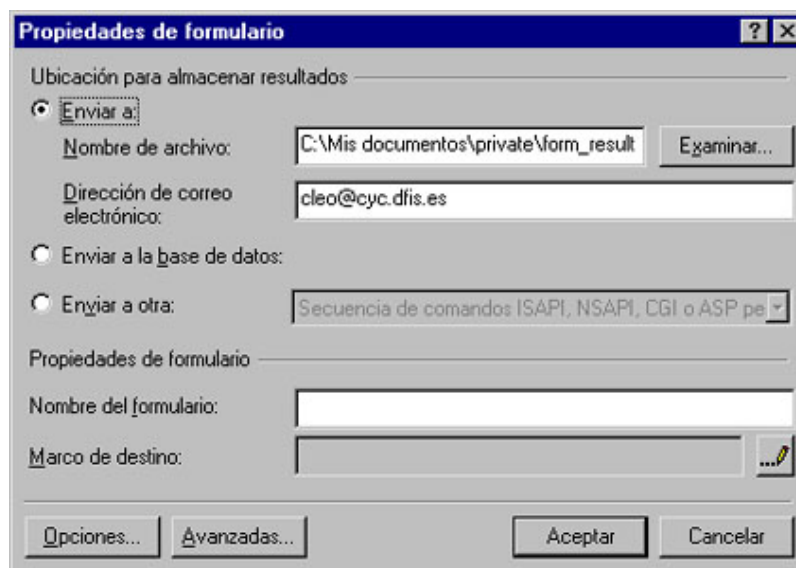 Propiedades de formulario
Ubicación para almacenar resultados
Enviar a:
Nombre de archivo: C:\Mis documentos\private\form_result Examinar...
Dirección de correo
electrónico: cleo@cyc.dfis.es
Enviar a la base de datos:
Enviar a otra: Secuencia de comandos ISAPI, NSAPI, CGI o ASP pe
Propiedades de formulario
Nombre del formulario:
Marco de destino:
Opciones... Avanzadas... Aceptar Cancelar